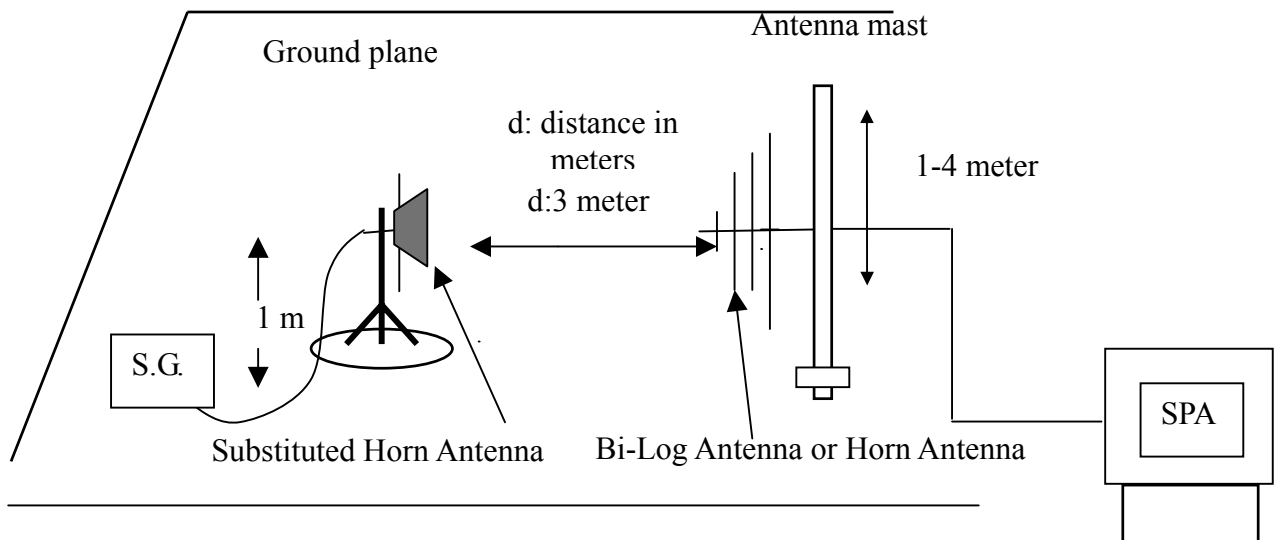 Antenna mast
Ground plane
d: distance in
meters
d:3 meter
1-4 meter
1 m
S.G.
SPA
Substituted Horn Antenna
Bi-Log Antenna or Horn Antenna